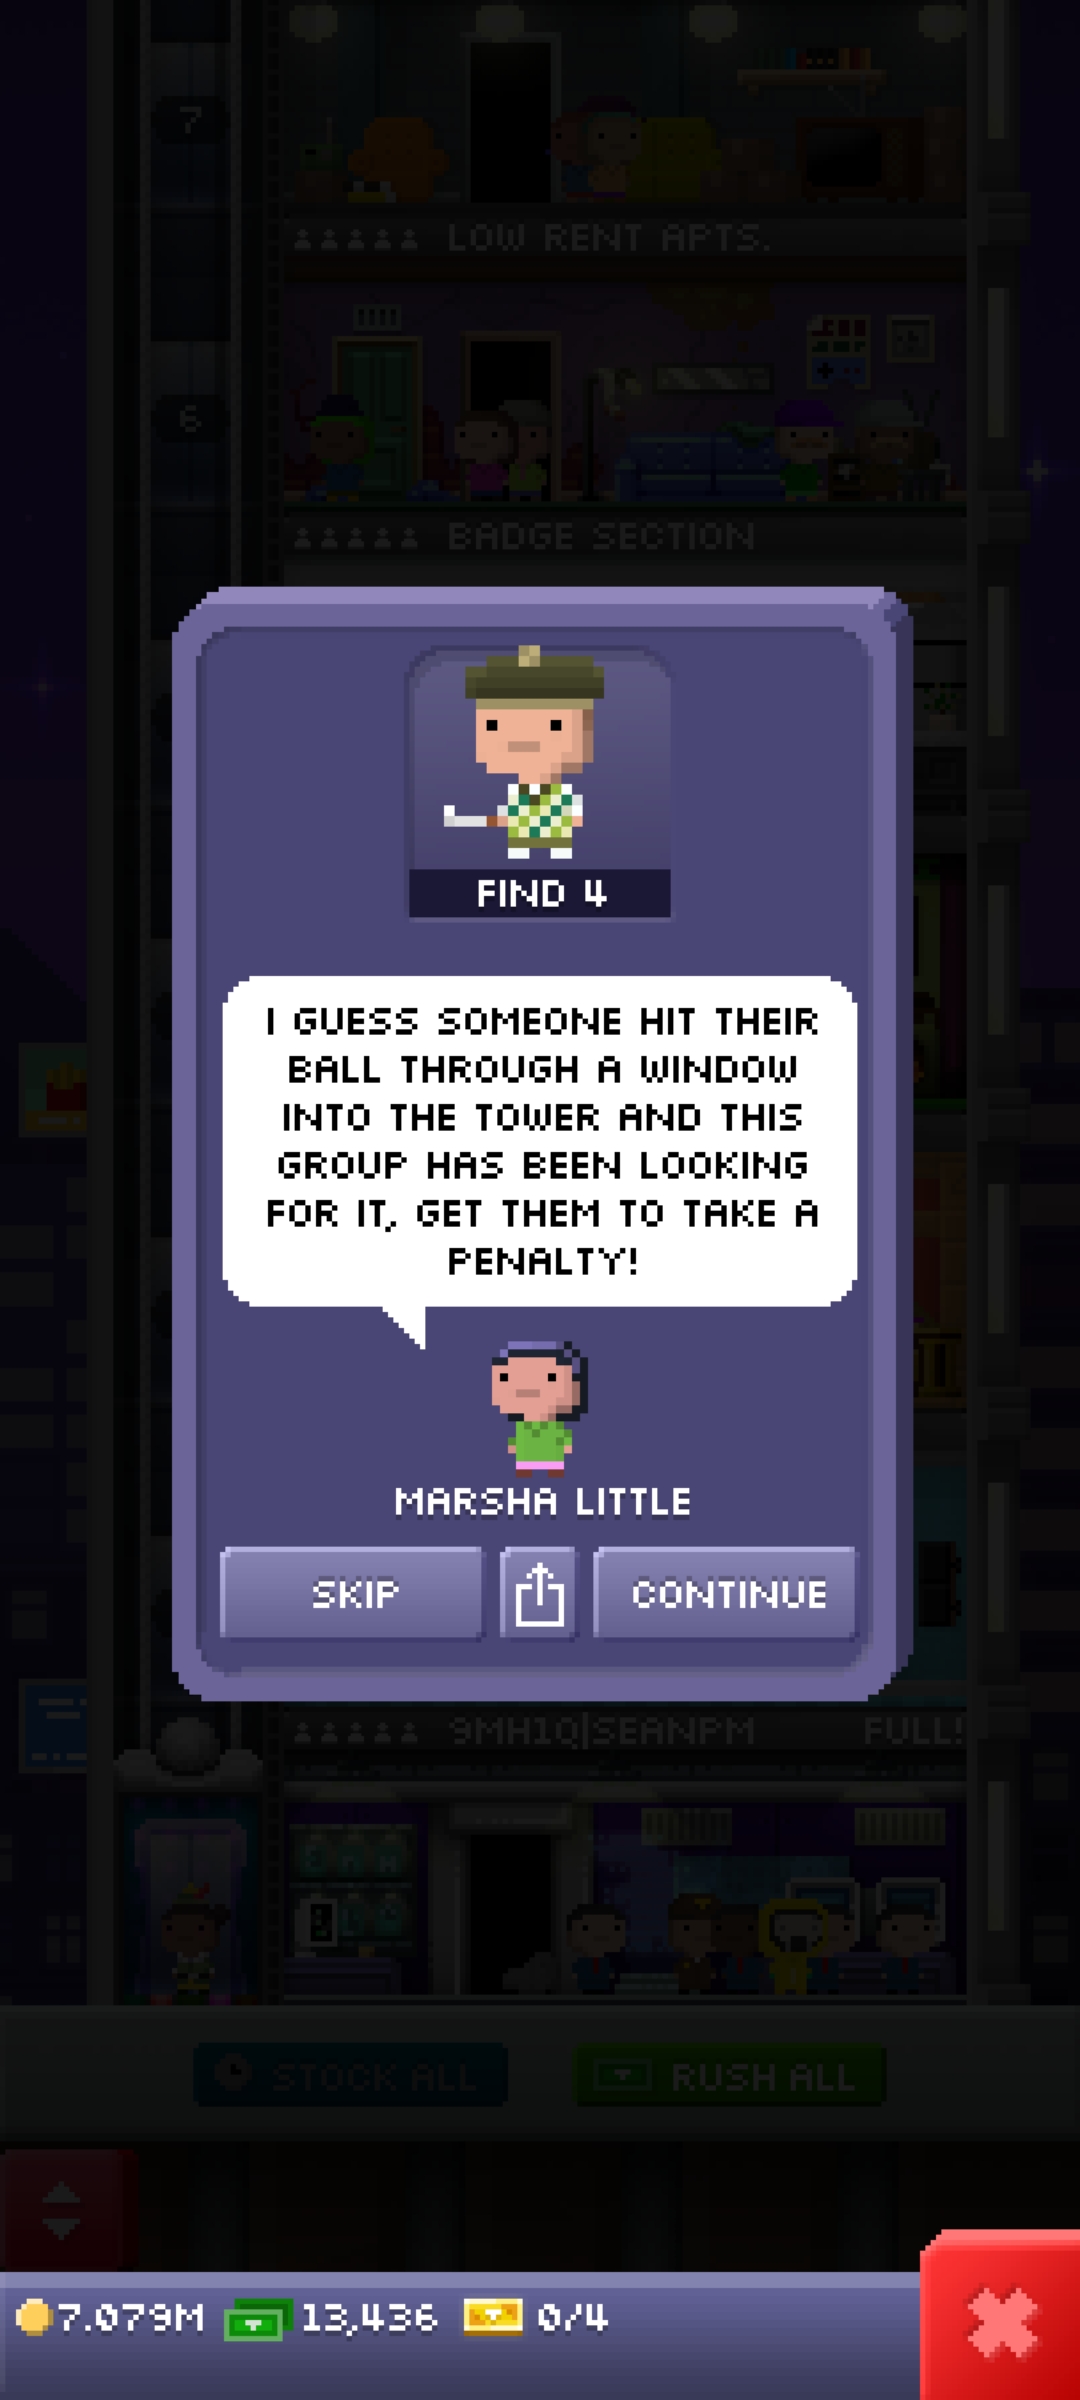 7
LOW RENT APTS.
6
BADGE SECTION
FIND 4
I GUESS SOMEONE HIT THEIR
BALL THROUGH A WINDOW
INTO THE TOWER AND THIS
GROUP HAS BEEN LOOKING
FOR IT, GET THEM TO TAKE A
PENALTY!
MARSHA LITTLE
SKIP
CONTINUE
9MH1Q|SEANPM FULL!
STOCK ALL
RUSH ALL
7.079M 13,436 0/4